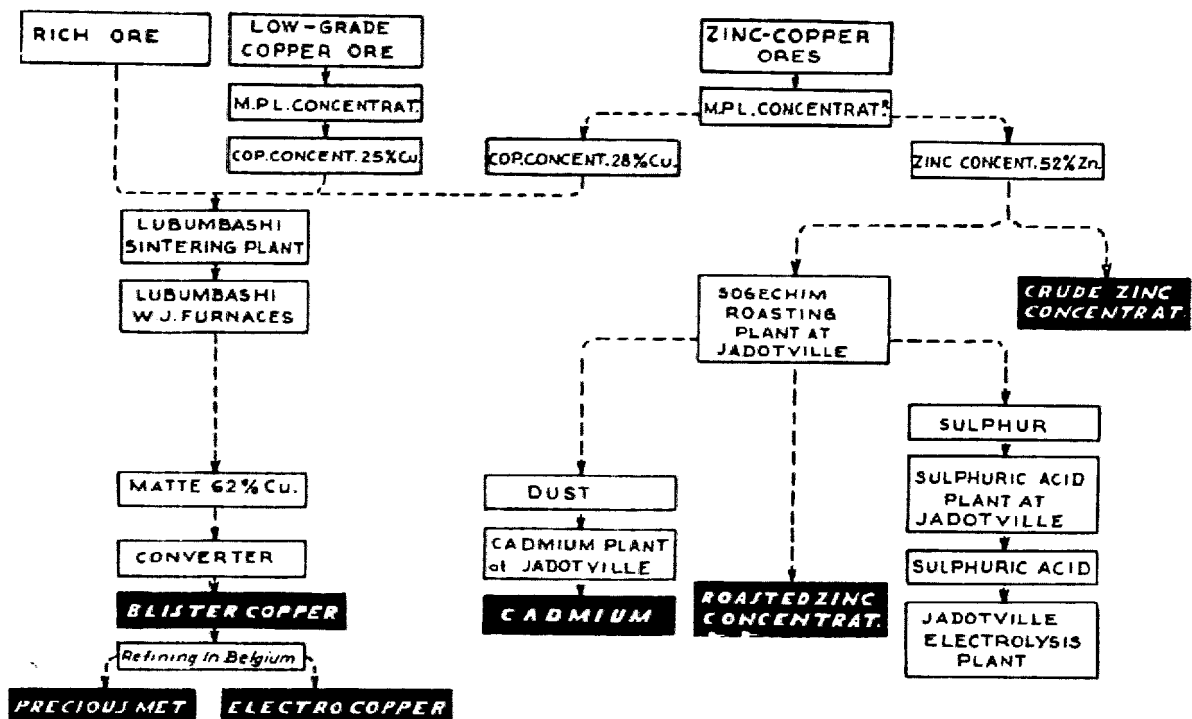 RICH ORE
LOW-GRADE
COPPER ORE
ZINC-COPPER
ORES
M.P.L. CONCENTRAT.
M.P.L. CONCENTRATR
COP. CONCENT. 25% Cu
COP. CONCENT. 28% Cu.
ZINC CONCENT. 52% Zn.
LUBUMBASHI
SINTERING PLANT
LUBUMBASHI
W.J. FURNACES
SOGECHIM
ROASTING
PLANT AT
JADOTVILLE
CRUDE ZINC
CONCENTRAT.
SULPHUR
MATTE 62% Cu.
DUST
SULPHURIC ACID
PLANT AT
JADOTVILLE
CONVERTER
CADMIUM PLANT
at JADOTVILLE
SULPHURIC ACID
BLISTER COPPER
CADMIUM
ROASTED ZINC
CONCENTRAT.
JADOTVILLE
ELECTROLYSIS
PLANT
Refining in Belgium
PRECIOUS MET
ELECTRO COPPER